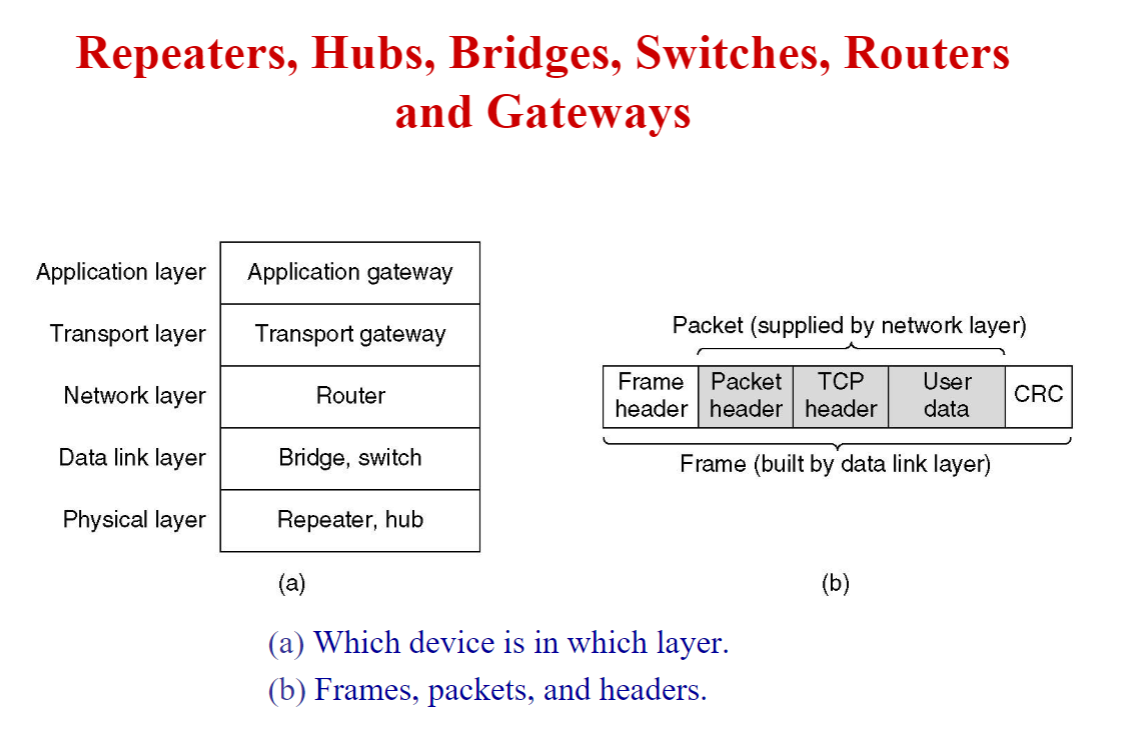 Repeaters, Hubs, Bridges, Switches, Routers
and Gateways
Application layer
Application gateway
Transport layer
Transport gateway
Network layer
Router
Data link layer
Bridge, switch
Physical layer
Repeater, hub
(a)
Packet (supplied by network layer)
Frame
header
Packet
header
TCP
header
User
data
CRC
Frame (built by data link layer)
(b)
(a) Which device is in which layer.
(b) Frames, packets, and headers.